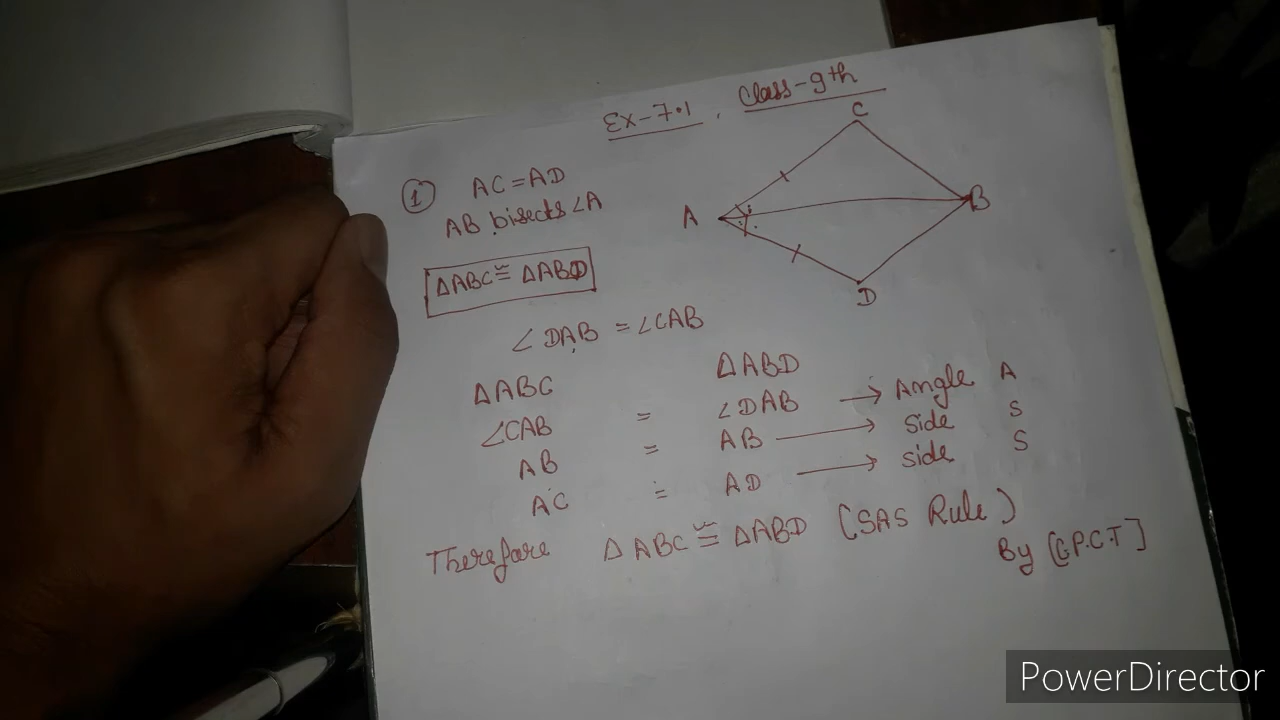 Ex-7.1, Class-9th
C
① AC=AD
AB bisects ∠A
A
B
ΔABC ≅ ΔABD
D
∠DAB = ∠CAB
ΔABC ΔABD
∠CAB = ∠DAB → Angle A
AB = AB → side S
AC = AD → side S
Therefare ΔABC ≅ ΔABD (SAS Rule)
By [C.P.C.T]
PowerDirector